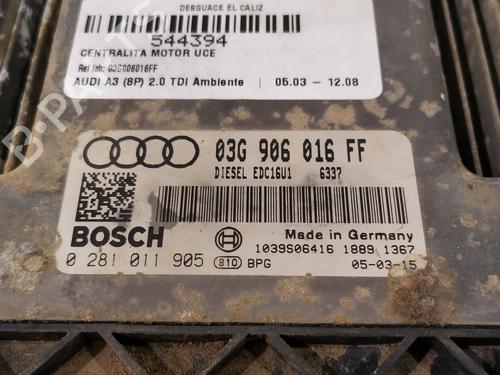 DESGUACE EL CALIZ
544394
CENTRALITA MOTOR UCE
Ref fab: 03G906016FF
AUDI A3 (8P) 2.0 TDI Ambiente | 05.03 - 12.08
03G 906 016 FF
DIESEL EDC16U1 6337
BOSCH
Made in Germany
1039S06416 1889 1367
0 281 011 905 810 BPG 05-03-15